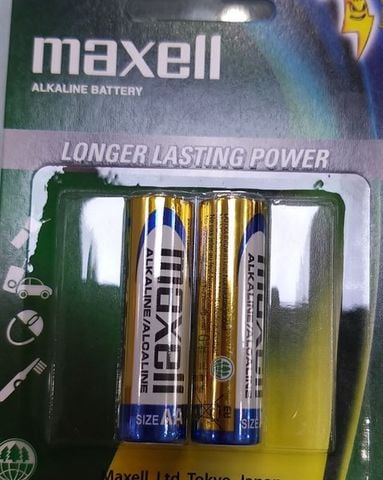 maxell
ALKALINE BATTERY
LONGER LASTING POWER
maxell
ALKALINE/ALCALINE
SIZE AA
maxell
ALKALINE/ALCALINE
SIZE
Maxell, Ltd. Tokyo, Japan